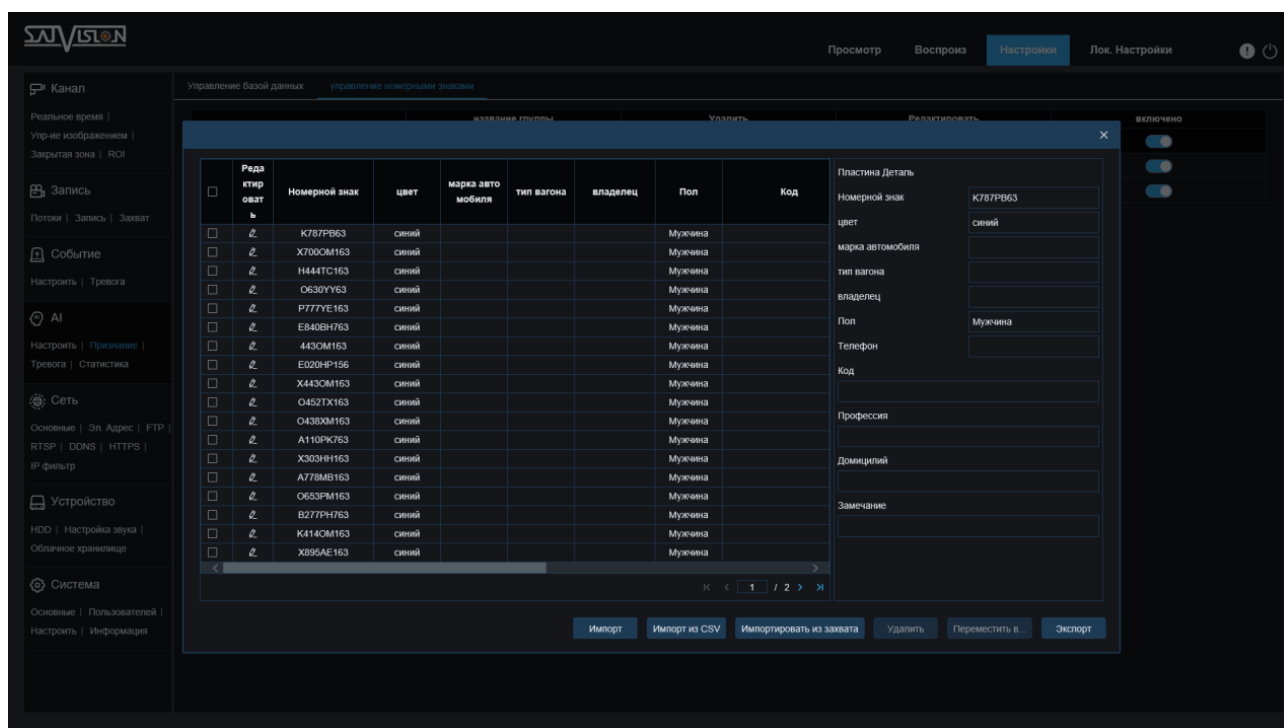 SATVISION
Просмотр Воспроиз Настройки Лок. Настройки
Канал
Реальное время |
Упр-ие изображением |
Закрытая зона | ROI
Запись
Потоки | Запись | Захват
Событие
Настроить | Тревога
AI
Настроить | Признание |
Тревога | Статистика
Сеть
Основные | Эл. Адрес | FTP |
RTSP | DDNS | HTTPS |
IP фильтр
Устройство
HDD | Настройка звука |
Облачное хранилище
Система
Основные | Пользователей |
Настроить | Информация
Управление базой данных управление номерными знаками
название группы Удалить Редактировать включено
Редактировать Номерной знак цвет марка автомобиля тип вагона владелец Пол Код
K787PB63 синий Мужчина
X700OM163 синий Мужчина
H444TC163 синий Мужчина
O630YY63 синий Мужчина
P777YE163 синий Мужчина
E840BH763 синий Мужчина
443OM163 синий Мужчина
E020HP156 синий Мужчина
X443OM163 синий Мужчина
O452TX163 синий Мужчина
O438XM163 синий Мужчина
A110PK763 синий Мужчина
X303HH163 синий Мужчина
A778MB163 синий Мужчина
O653PM163 синий Мужчина
B277PH763 синий Мужчина
K414OM163 синий Мужчина
X895AE163 синий Мужчина
1 / 2
Пластина Деталь
Номерной знак K787PB63
цвет синий
марка автомобиля
тип вагона
владелец
Пол Мужчина
Телефон
Код
Профессия
Домицилий
Замечание
Импорт Импорт из CSV Импортировать из захвата Удалить Переместить в... Экспорт